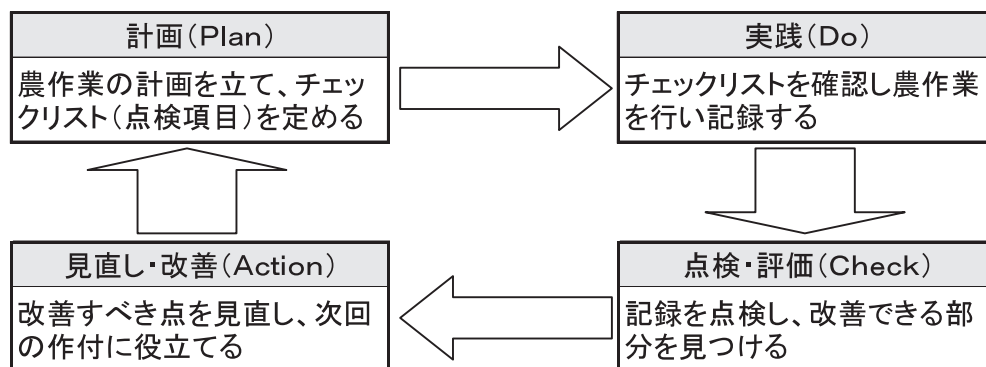 計画(Plan)
農作業の計画を立て、チェッ
クリスト(点検項目)を定める
実践(Do)
チェックリストを確認し農作業
を行い記録する
見直し・改善(Action)
改善すべき点を見直し、次回
の作付に役立てる
点検・評価(Check)
記録を点検し、改善できる部
分を見つける